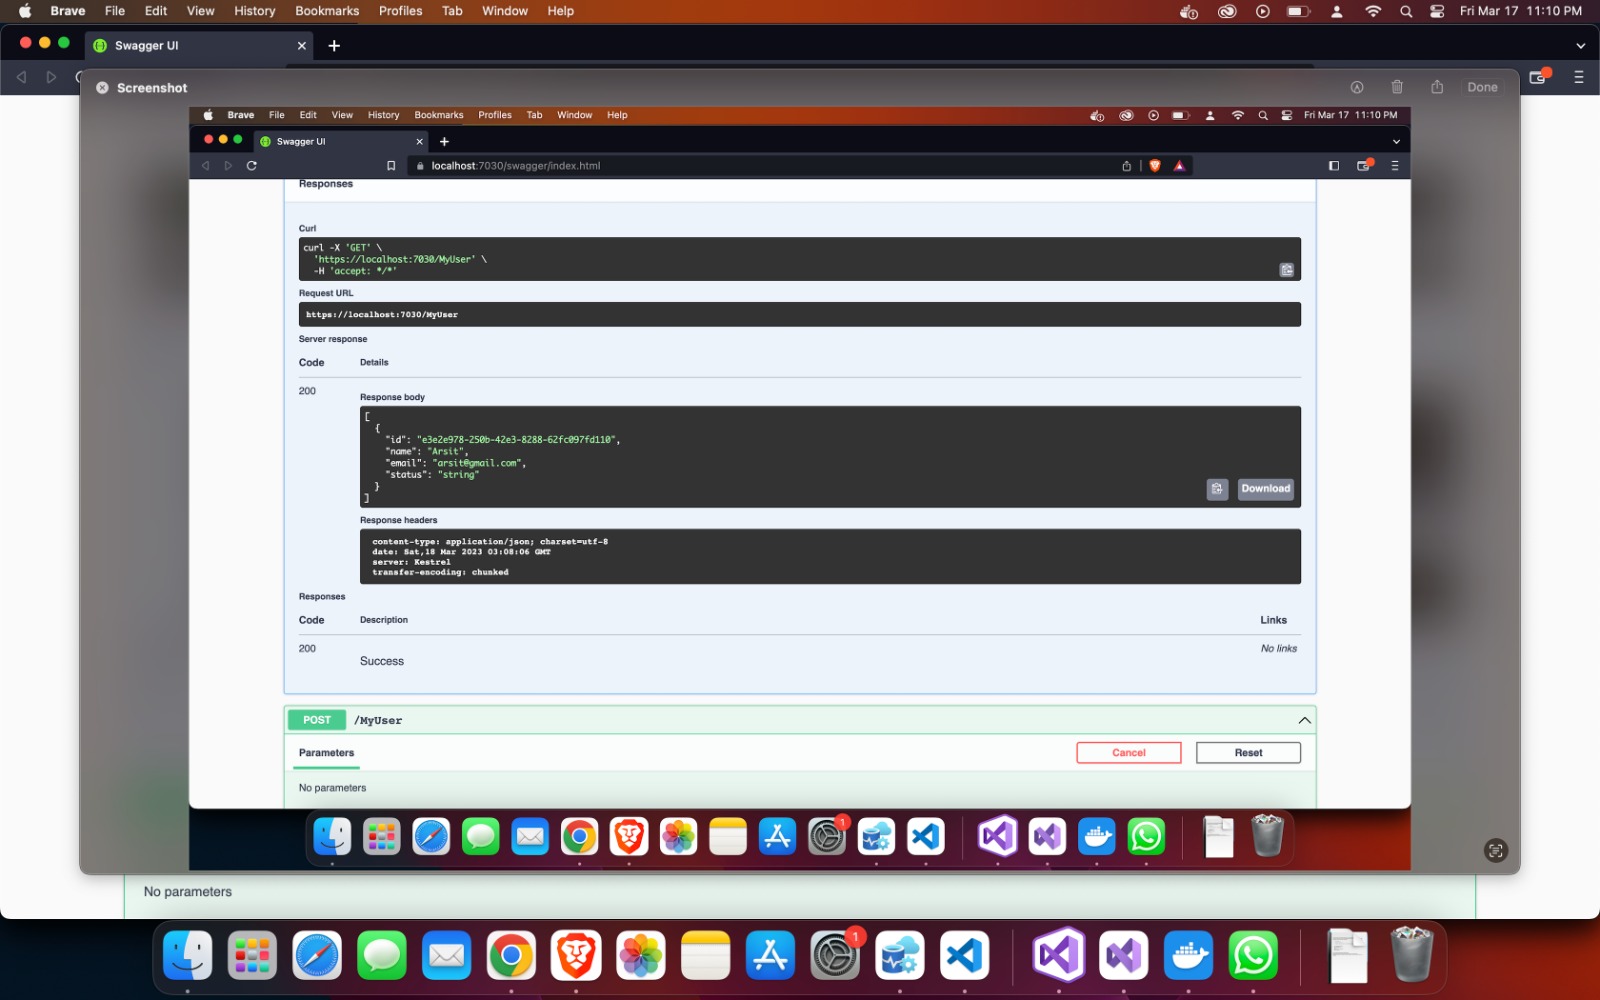 Brave File Edit View History Bookmarks Profiles Tab Window Help Fri Mar 17 11:10 PM
Swagger UI
Screenshot Done
Brave File Edit View History Bookmarks Profiles Tab Window Help Fri Mar 17 11:10 PM
Swagger UI
localhost:7030/swagger/index.html
Responses
Curl
curl -X 'GET' \
'https://localhost:7030/MyUser' \
-H 'accept: */*'
Request URL
https://localhost:7030/MyUser
Server response
Code Details
200
Response body
[
{
"id": "e3e2e978-250b-42e3-8288-62fc097fd110",
"name": "Arsit",
"email": "arsit@gmail.com",
"status": "string"
}
]
Download
Response headers
content-type: application/json; charset=utf-8
date: Sat,18 Mar 2023 03:08:06 GMT
server: Kestrel
transfer-encoding: chunked
Responses
Code Description Links
200 No links
Success
POST /MyUser
Parameters Cancel Reset
No parameters
1
No parameters
1